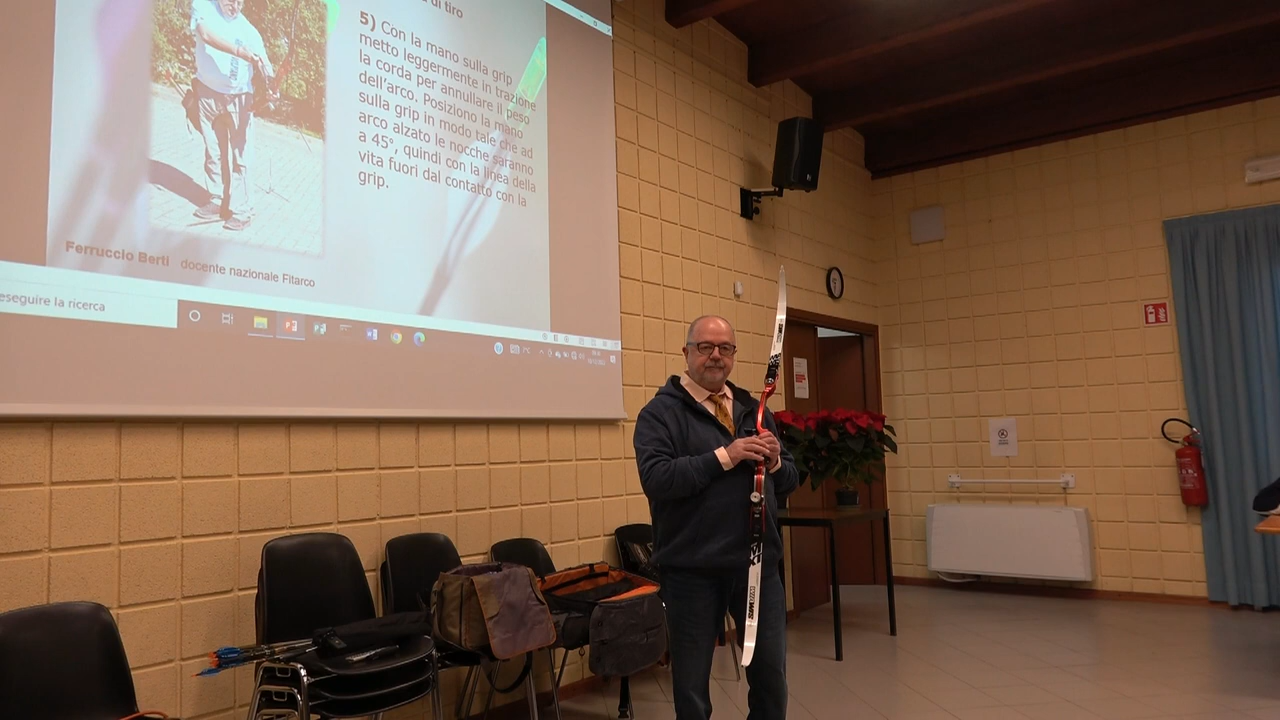 di tiro
5) Con la mano sulla grip
metto leggermente in trazione
la corda per annullare il peso
dell'arco. Posiziono la mano
sulla grip in modo tale che ad
arco alzato le nocche saranno
a 45°, quindi con la linea della
vita fuori dal contatto con la
grip.
Ferruccio Berti docente nazionale Fitarco
eseguire la ricerca